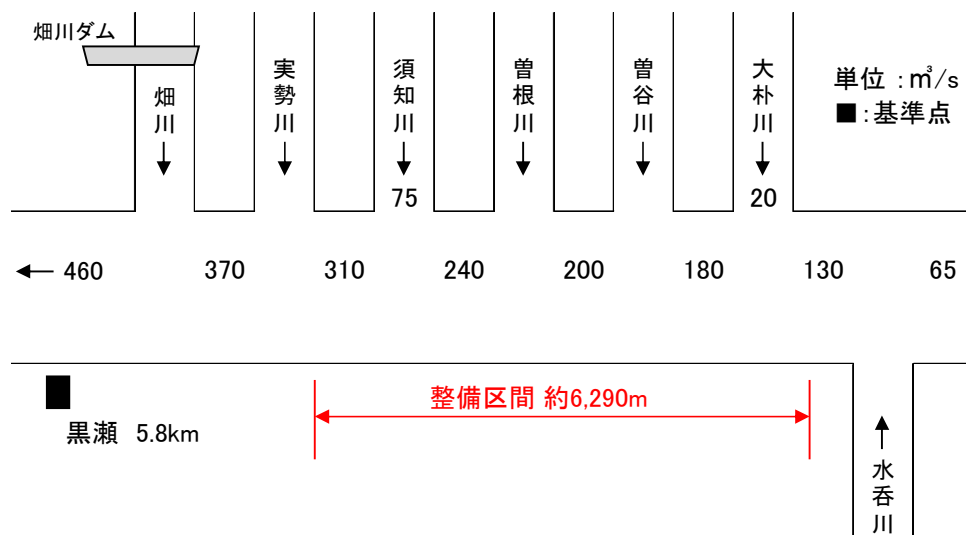 畑川ダム
畑川
実勢川
須知川
曽根川
曽谷川
大朴川
単位:㎥/s
■:基準点
75
20
← 460
370
310
240
200
180
130
65
整備区間 約6,290m
黒瀬 5.8km
水呑川